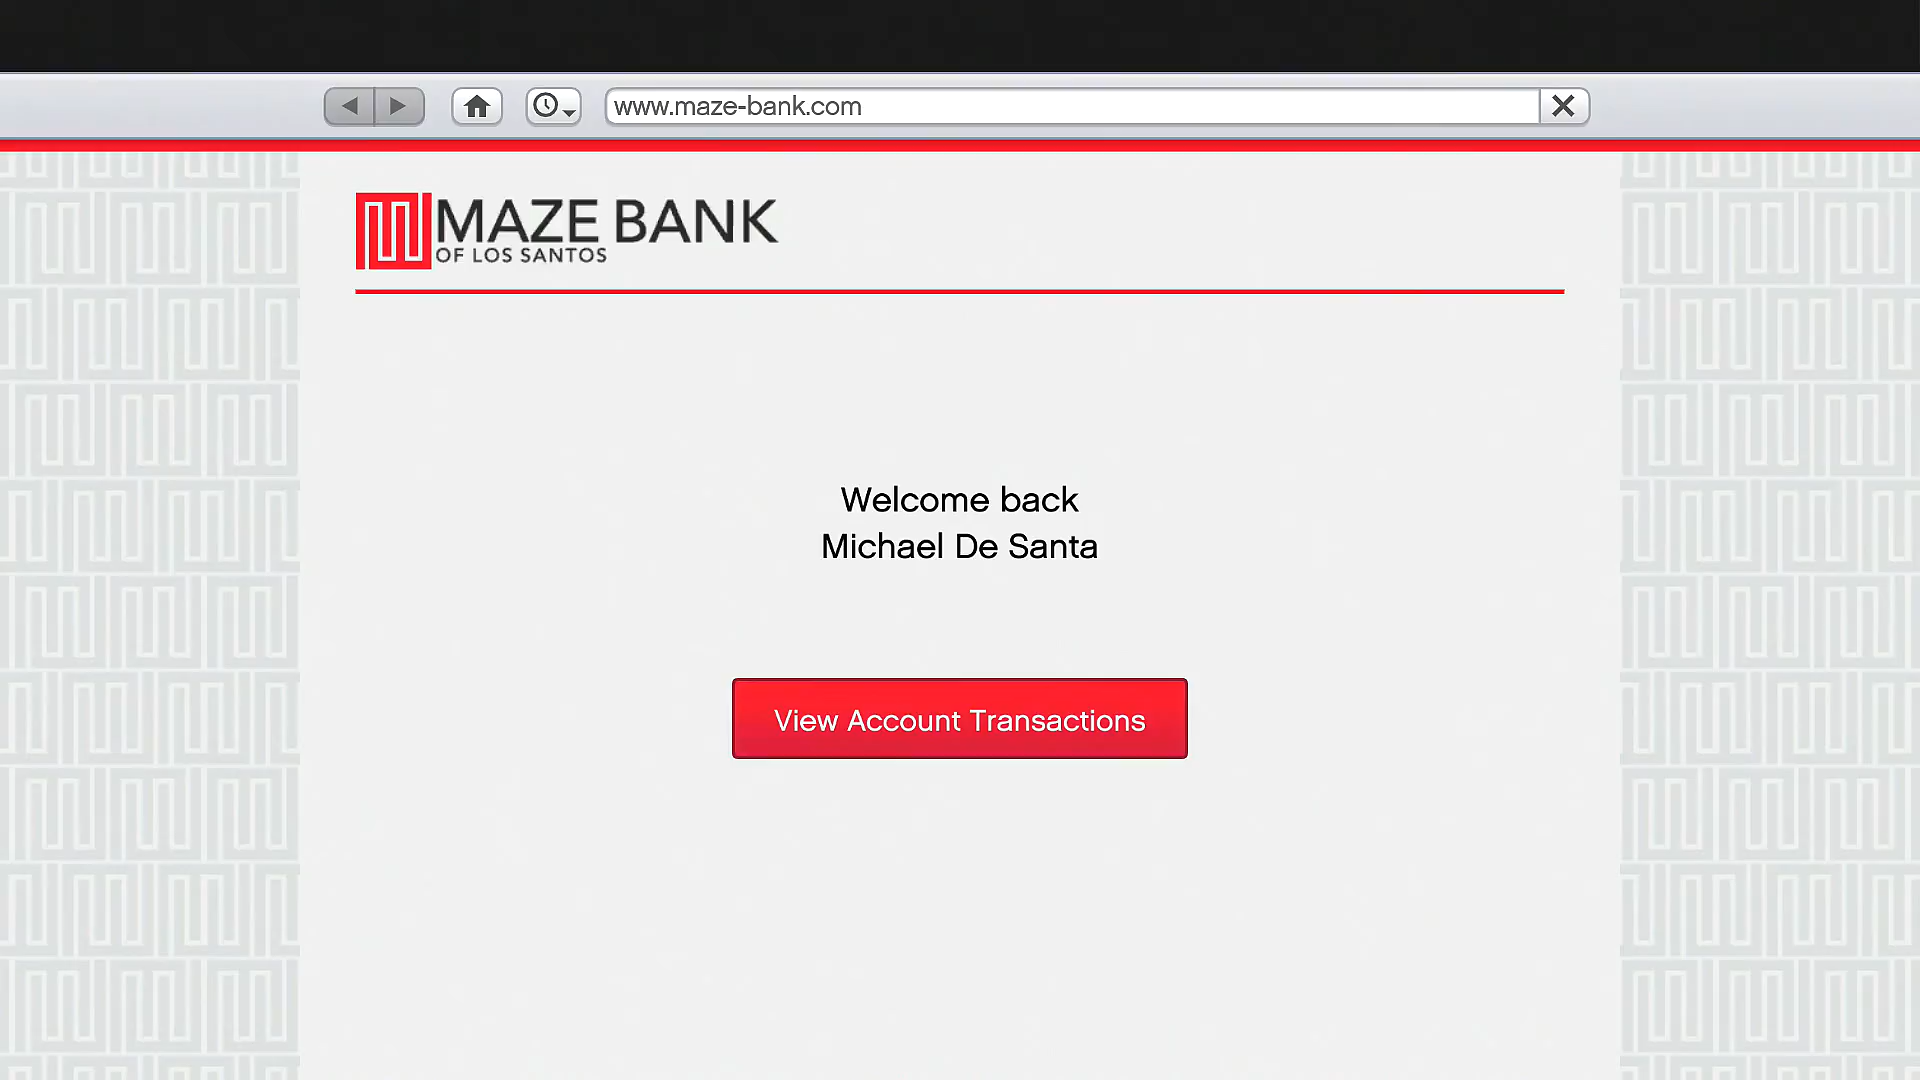 www.maze-bank.com
MAZE BANK
OF LOS SANTOS
Welcome back
Michael De Santa
View Account Transactions